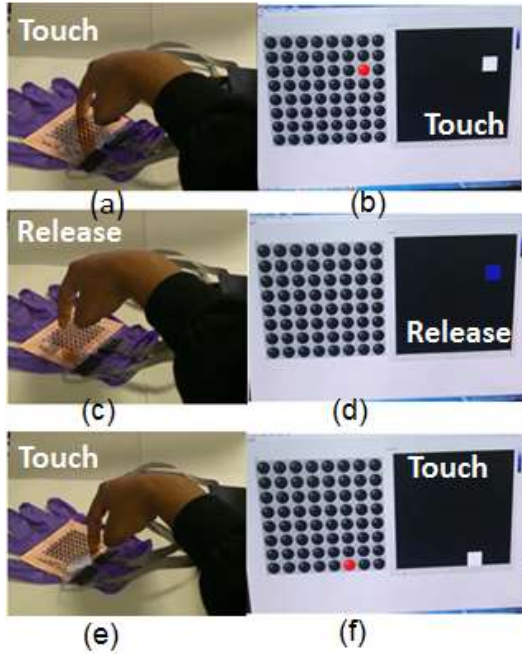 Touch
Touch
(a)
(b)
Release
Release
(c)
(d)
Touch
Touch
(e)
(f)